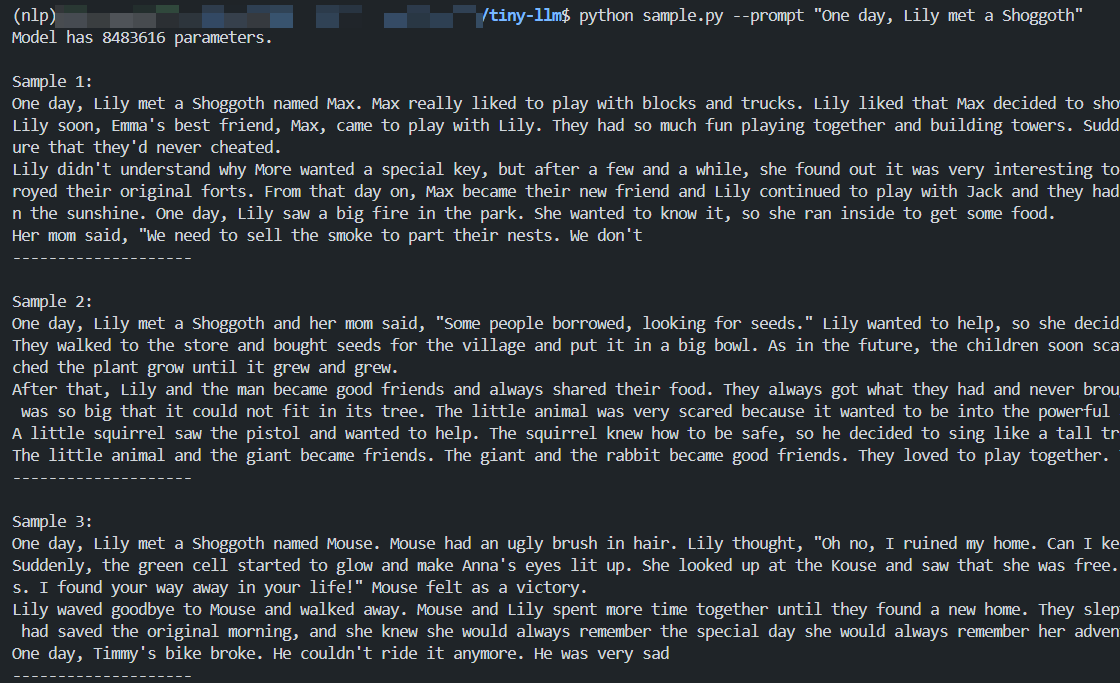 (nlp) /tiny-llm$ python sample.py --prompt "One day, Lily met a Shoggoth"
Model has 8483616 parameters.
Sample 1:
One day, Lily met a Shoggoth named Max. Max really liked to play with blocks and trucks. Lily liked that Max decided to sho
Lily soon, Emma's best friend, Max, came to play with Lily. They had so much fun playing together and building towers. Sudd
ure that they'd never cheated.
Lily didn't understand why More wanted a special key, but after a few and a while, she found out it was very interesting to
royed their original forts. From that day on, Max became their new friend and Lily continued to play with Jack and they had
n the sunshine. One day, Lily saw a big fire in the park. She wanted to know it, so she ran inside to get some food.
Her mom said, "We need to sell the smoke to part their nests. We don't
--------------------
Sample 2:
One day, Lily met a Shoggoth and her mom said, "Some people borrowed, looking for seeds." Lily wanted to help, so she decid
They walked to the store and bought seeds for the village and put it in a big bowl. As in the future, the children soon sca
ched the plant grow until it grew and grew.
After that, Lily and the man became good friends and always shared their food. They always got what they had and never brou
was so big that it could not fit in its tree. The little animal was very scared because it wanted to be into the powerful
A little squirrel saw the pistol and wanted to help. The squirrel knew how to be safe, so he decided to sing like a tall tr
The little animal and the giant became friends. The giant and the rabbit became good friends. They loved to play together.
--------------------
Sample 3:
One day, Lily met a Shoggoth named Mouse. Mouse had an ugly brush in hair. Lily thought, "Oh no, I ruined my home. Can I ke
Suddenly, the green cell started to glow and make Anna's eyes lit up. She looked up at the Kouse and saw that she was free.
s. I found your way away in your life!" Mouse felt as a victory.
Lily waved goodbye to Mouse and walked away. Mouse and Lily spent more time together until they found a new home. They slep
had saved the original morning, and she knew she would always remember the special day she would always remember her adven
One day, Timmy's bike broke. He couldn't ride it anymore. He was very sad
--------------------